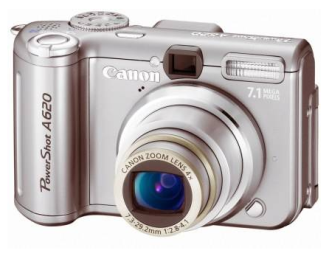 Canon
7.1 MEGA
PIXELS
PowerShot A620
CANON ZOOM LENS 4x
7.3-29.2mm 1:2.8-4.1